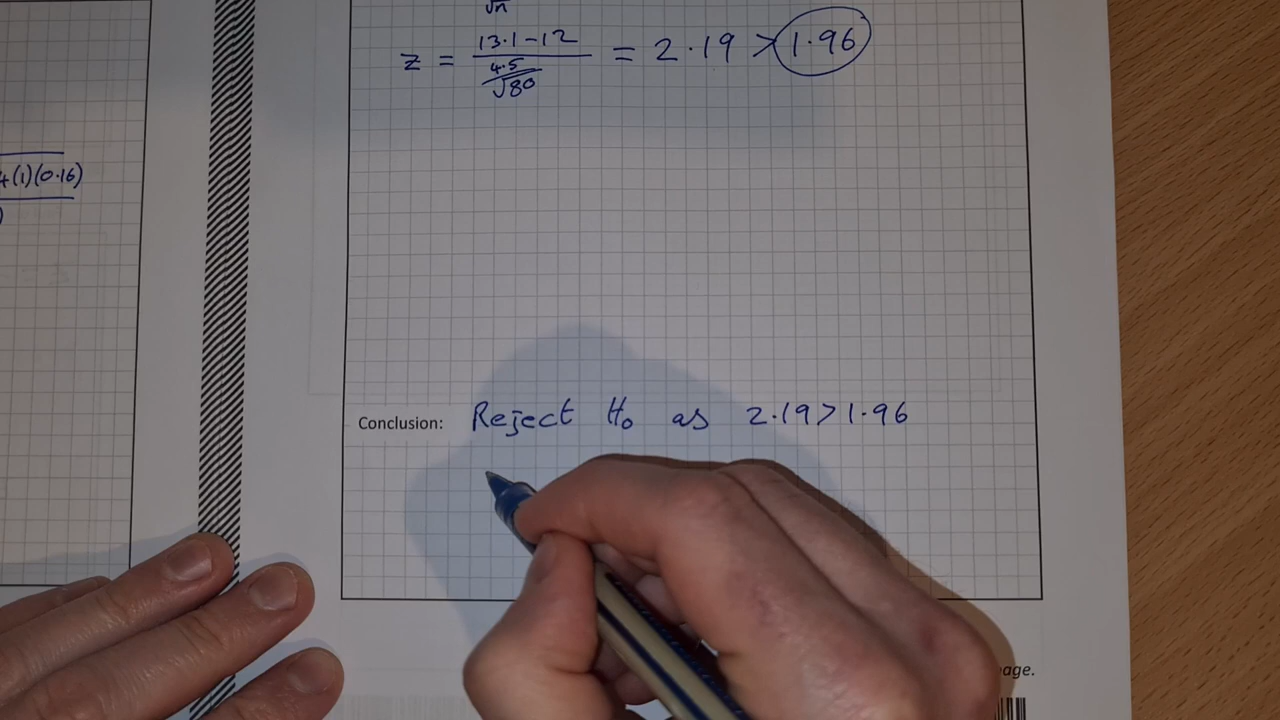 √n
z = 13.1-12 / 4.5/√80 = 2.19 > 1.96
4(1)(0.16)
Conclusion: Reject H₀ as 2.19>1.96
age.